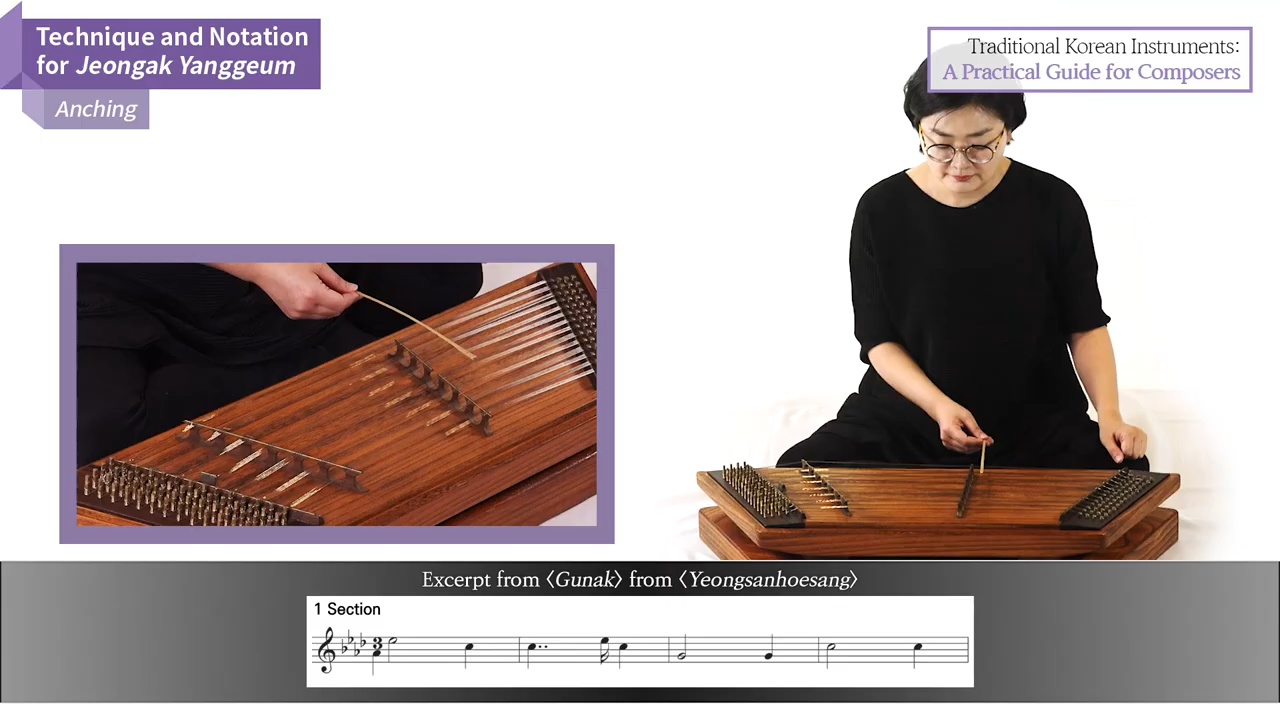 Technique and Notation
for Jeongak Yanggeum
Anching
Traditional Korean Instruments:
A Practical Guide for Composers
Excerpt from 〈Gunak〉 from 〈Yeongsanhoesang〉
1 Section
3